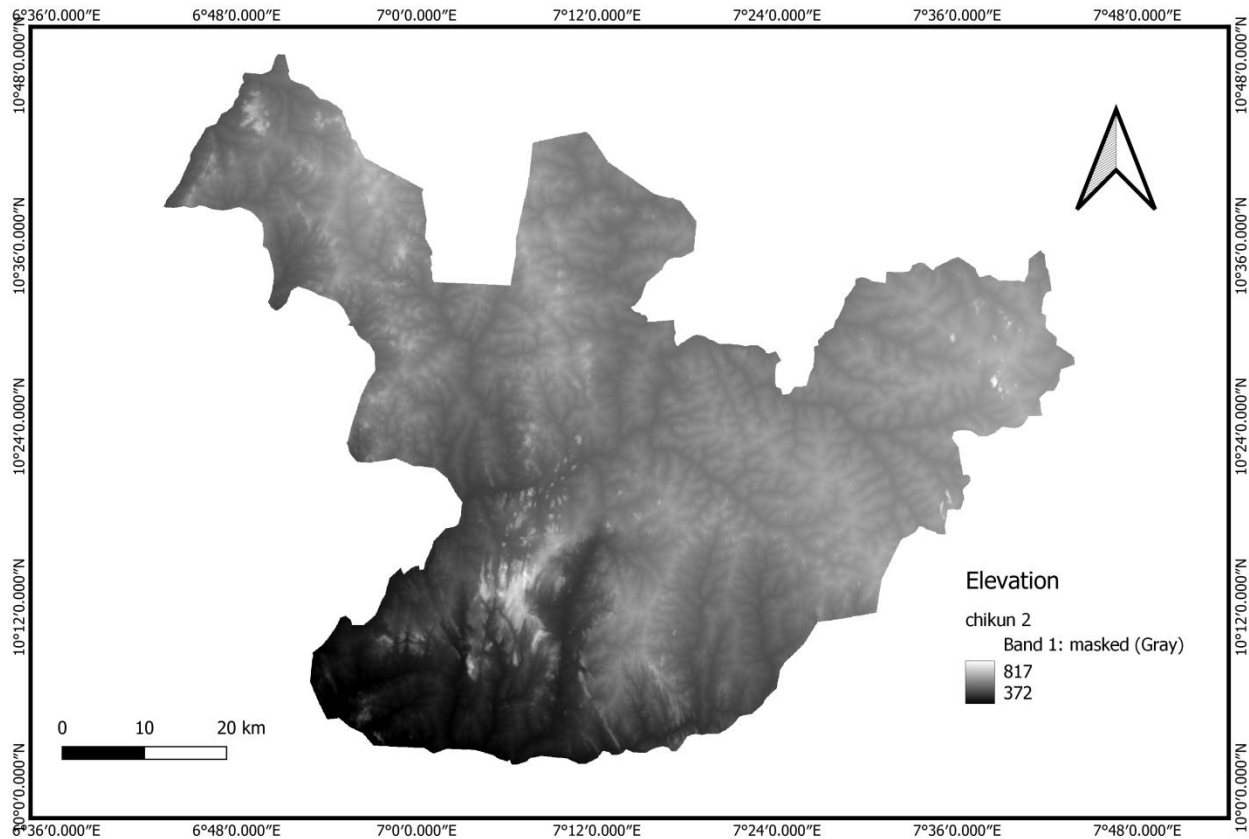 6°36'0.000"E 6°48'0.000"E 7°0'0.000"E 7°12'0.000"E 7°24'0.000"E 7°36'0.000"E 7°48'0.000"E
10°48'0.000"N 10°48'0.000"N
10°36'0.000"N 10°36'0.000"N
10°24'0.000"N 10°24'0.000"N
Elevation
chikun 2
10°12'0.000"N 10°12'0.000"N
Band 1: masked (Gray)
817
372
0 10 20 km
10°0'0.000"N 10°0'0.000"N
6°36'0.000"E 6°48'0.000"E 7°0'0.000"E 7°12'0.000"E 7°24'0.000"E 7°36'0.000"E 7°48'0.000"E